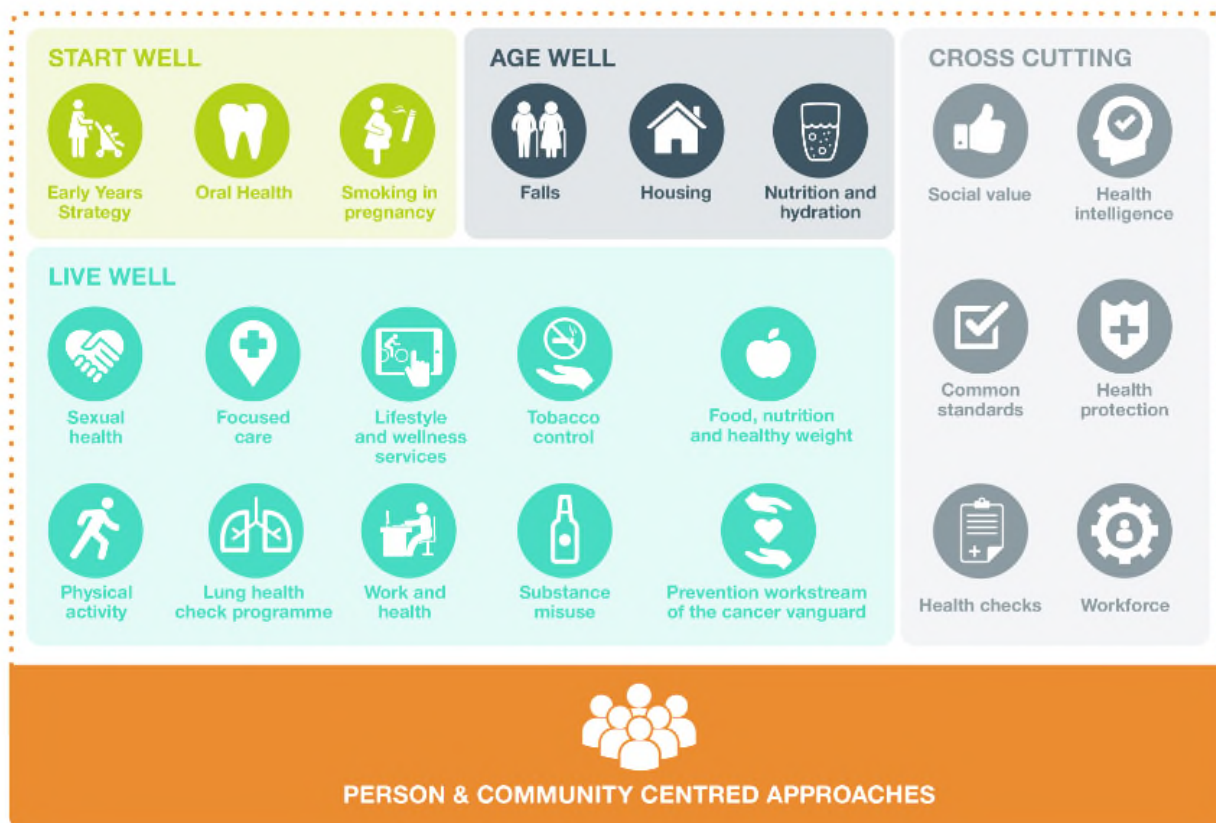 START WELL
Early Years
Strategy
Oral Health
Smoking in
pregnancy
AGE WELL
Falls
Housing
Nutrition and
hydration
CROSS CUTTING
Social value
Health
intelligence
Common
standards
Health
protection
Health checks
Workforce
LIVE WELL
Sexual
health
Focused
care
Lifestyle
and wellness
services
Tobacco
control
Food, nutrition
and healthy weight
Physical
activity
Lung health
check programme
Work and
health
Substance
misuse
Prevention workstream
of the cancer vanguard
PERSON & COMMUNITY CENTRED APPROACHES